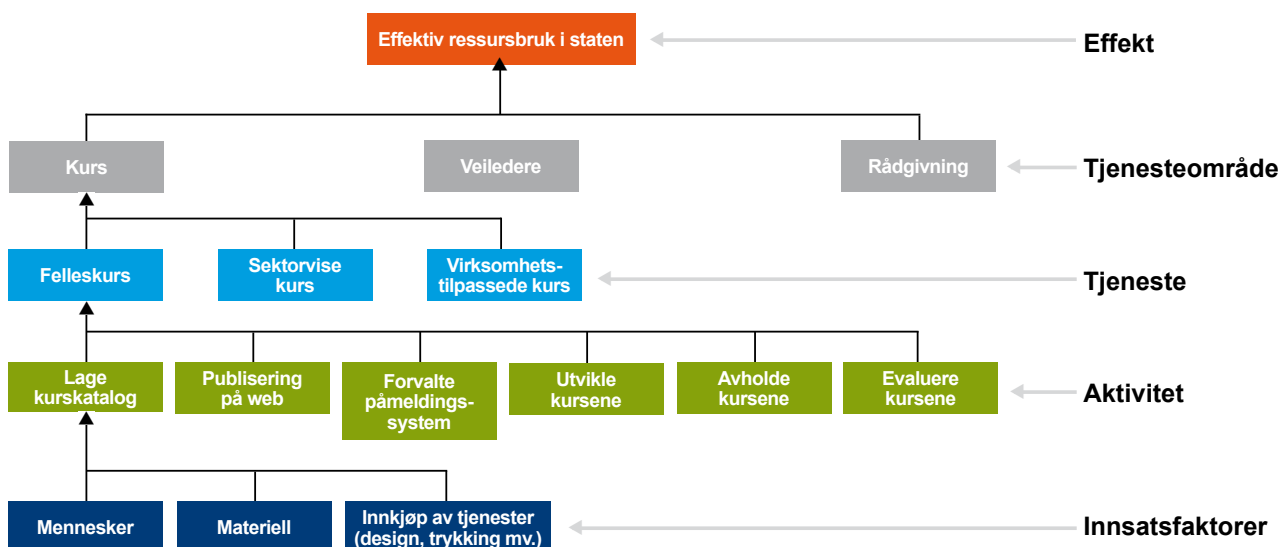 Effektiv ressursbruk i staten
Effekt
Kurs
Veiledere
Rådgivning
Tjenesteområde
Felleskurs
Sektorvise
kurs
Virksomhets-
tilpassede kurs
Tjeneste
Lage
kurskatalog
Publisering
på web
Forvalte
påmeldings-
system
Utvikle
kursene
Avholde
kursene
Evaluere
kursene
Aktivitet
Mennesker
Materiell
Innkjøp av tjenester
(design, trykking mv.)
Innsatsfaktorer